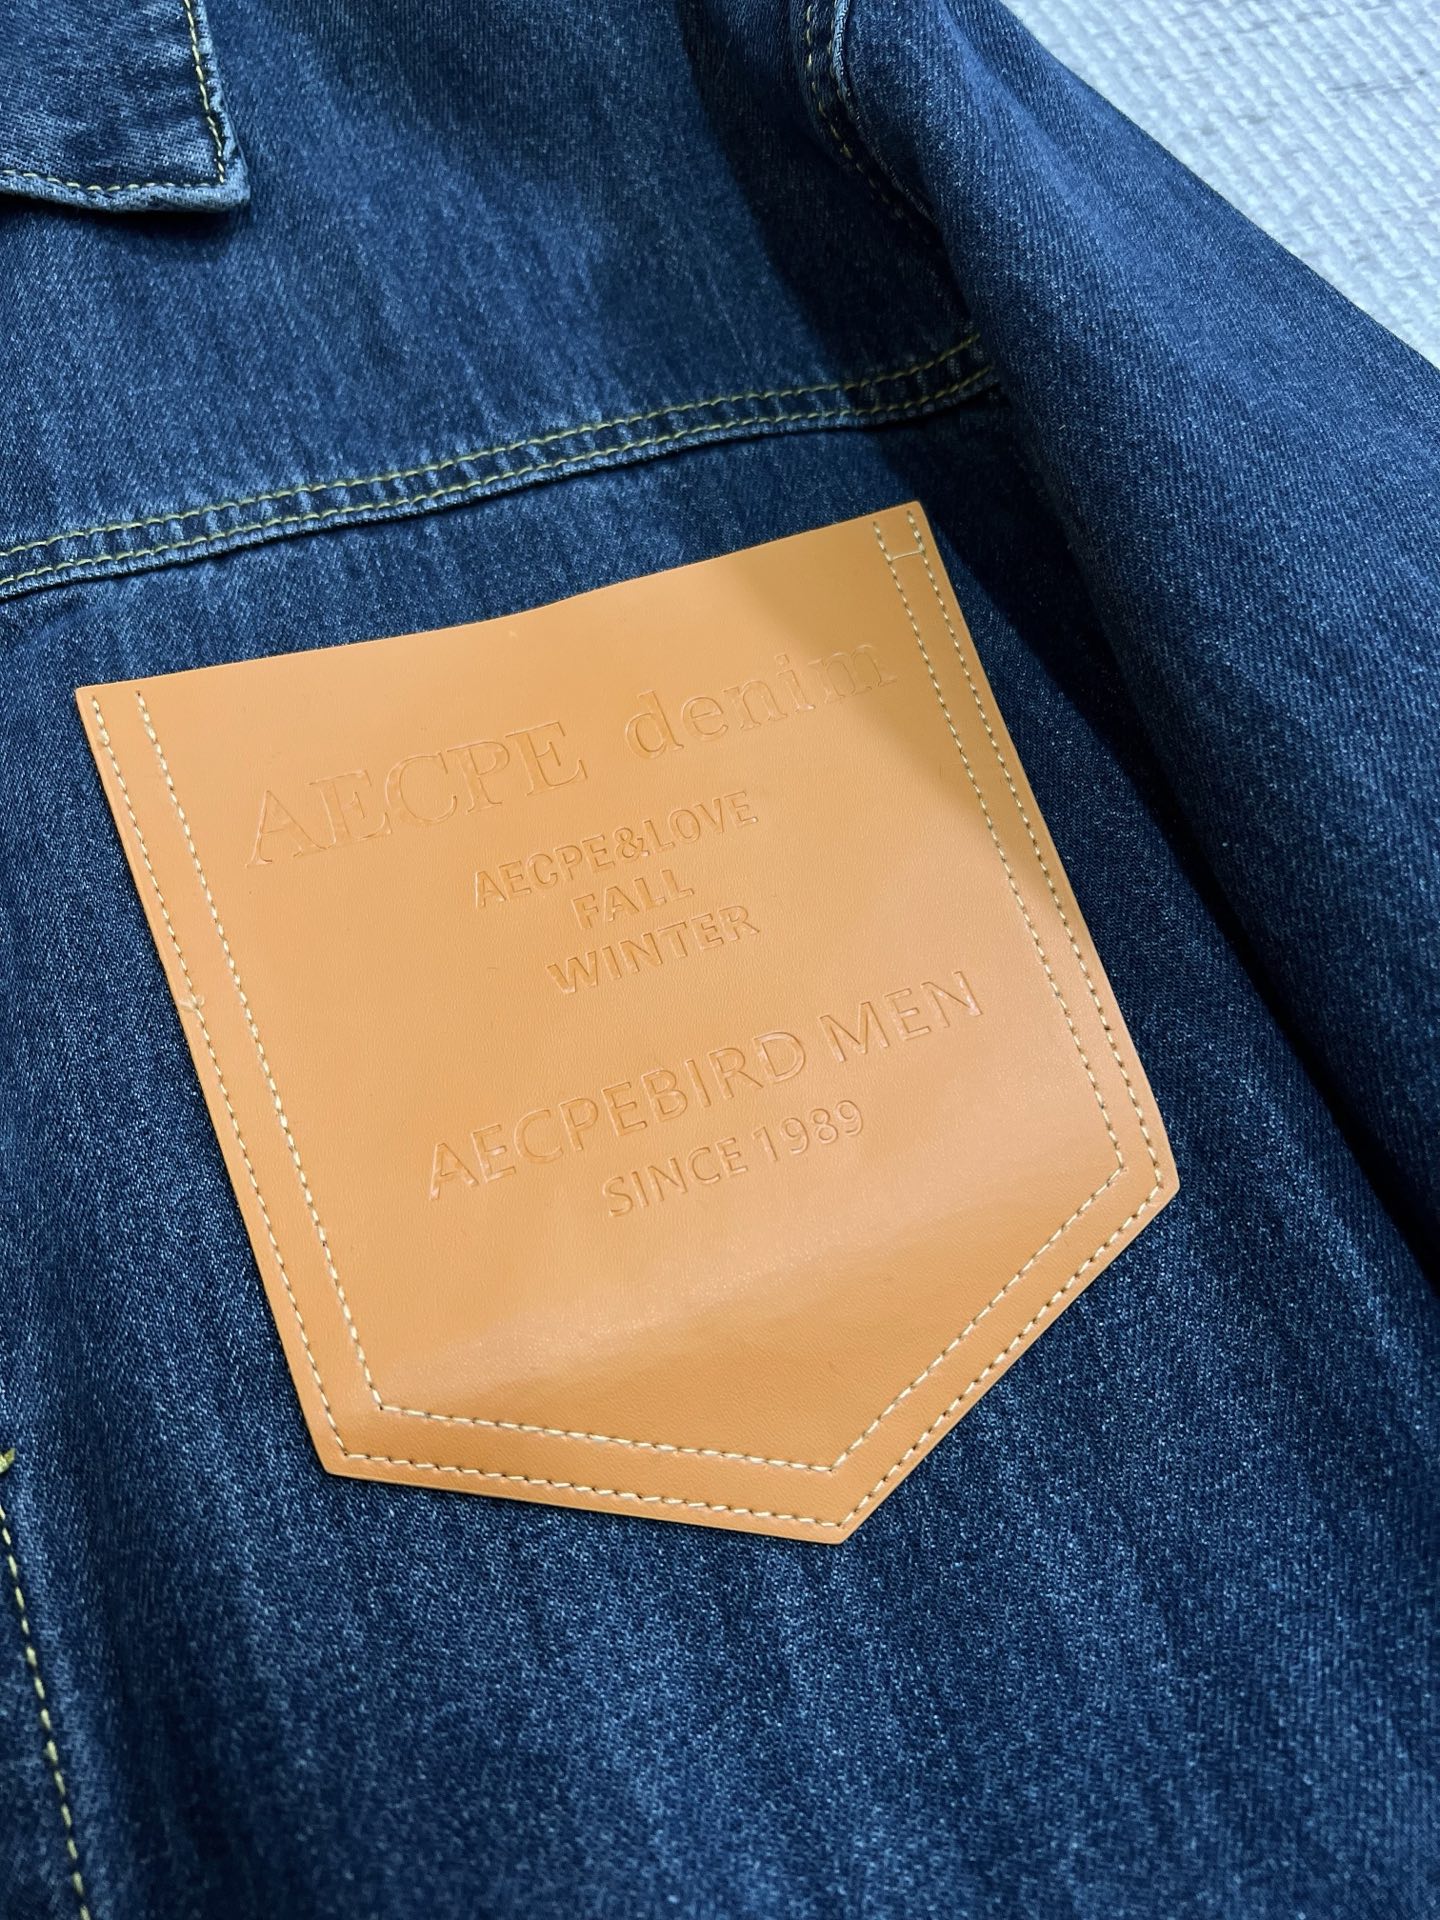 AECPE denim
AECPE&LOVE
FALL
WINTER
AECPEBIRD MEN
SINCE 1989